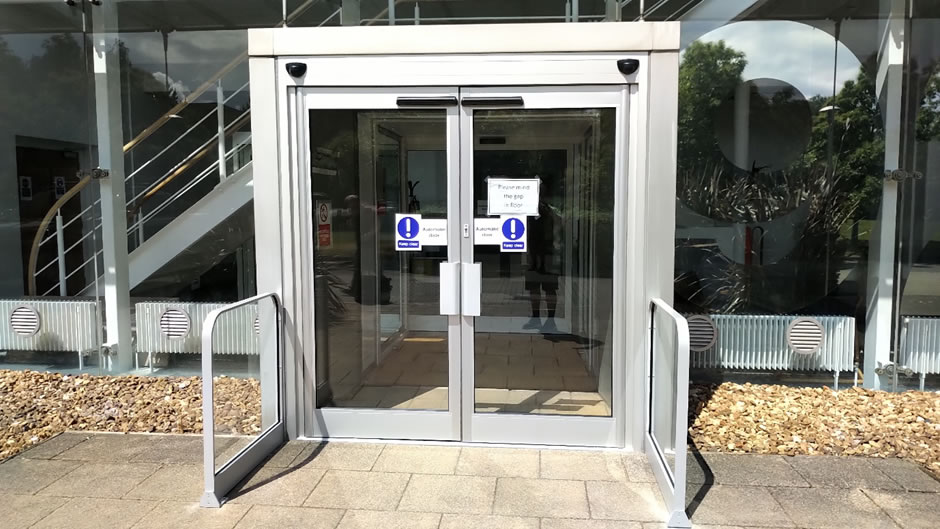 Please mind
the gap
in floor
Automatic
door
Keep clear
Automatic
door
Keep clear